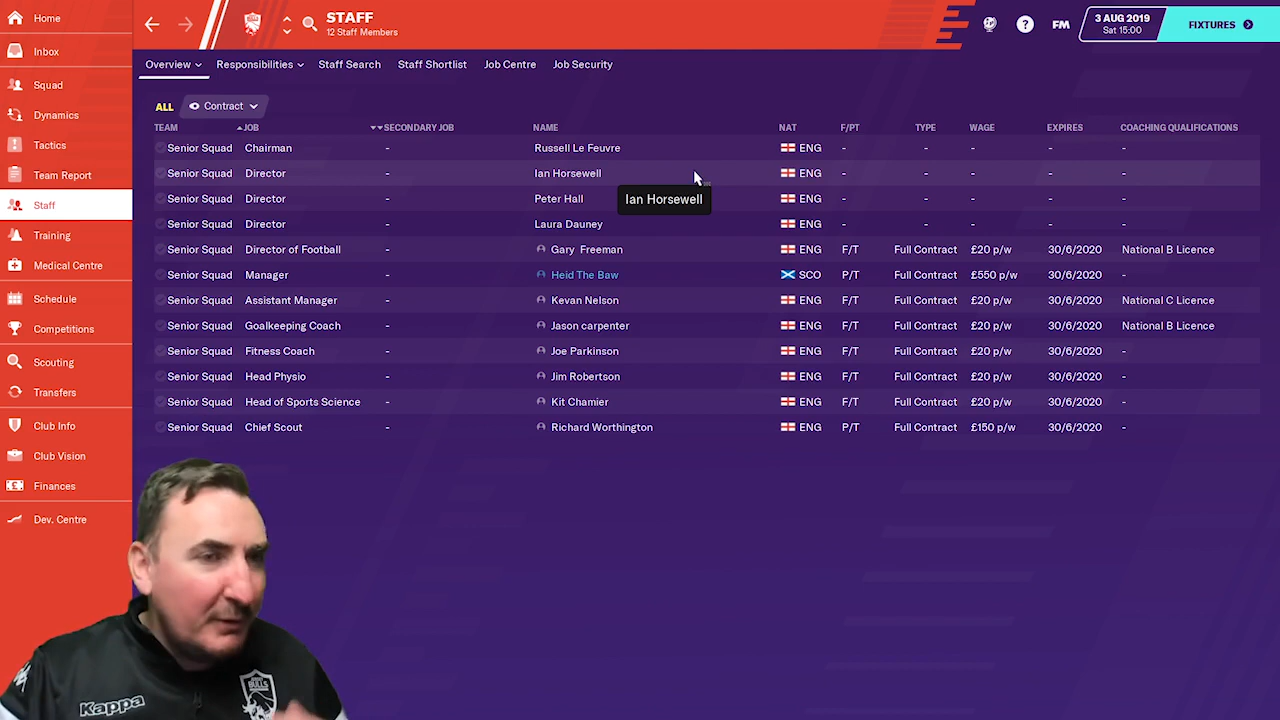 Home
Inbox
Squad
Dynamics
Tactics
Team Report
Staff
Training
Medical Centre
Schedule
Competitions
Scouting
Transfers
Club Info
Club Vision
Finances
Dev. Centre
STAFF
12 Staff Members
FM
3 AUG 2019
Sat 15:00
FIXTURES
Overview Responsibilities Staff Search Staff Shortlist Job Centre Job Security
ALL Contract
TEAM JOB SECONDARY JOB NAME NAT F/PT TYPE WAGE EXPIRES COACHING QUALIFICATIONS
Senior Squad Chairman - Russell Le Feuvre ENG - - - - -
Senior Squad Director - Ian Horsewell ENG - - - - -
Senior Squad Director - Peter Hall ENG - - - - -
Ian Horsewell
Senior Squad Director - Laura Dauney ENG - - - - -
Senior Squad Director of Football - Gary Freeman ENG F/T Full Contract £20 p/w 30/6/2020 National B Licence
Senior Squad Manager - Heid The Baw SCO P/T Full Contract £550 p/w 30/6/2020 -
Senior Squad Assistant Manager - Kevan Nelson ENG F/T Full Contract £20 p/w 30/6/2020 National C Licence
Senior Squad Goalkeeping Coach - Jason carpenter ENG F/T Full Contract £20 p/w 30/6/2020 National B Licence
Senior Squad Fitness Coach - Joe Parkinson ENG F/T Full Contract £20 p/w 30/6/2020 -
Senior Squad Head Physio - Jim Robertson ENG F/T Full Contract £20 p/w 30/6/2020 -
Senior Squad Head of Sports Science - Kit Chamier ENG F/T Full Contract £20 p/w 30/6/2020 -
Senior Squad Chief Scout - Richard Worthington ENG P/T Full Contract £150 p/w 30/6/2020 -
Kappa
BULLS